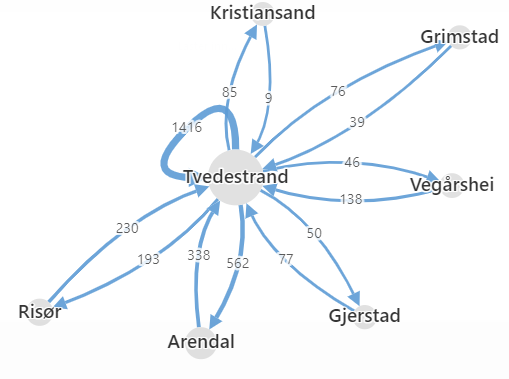 Kristiansand
Grimstad
85
9
76
1416
39
Tvedestrand
46
Vegårshei
138
230
50
193
338
562
77
Risør
Gjerstad
Arendal